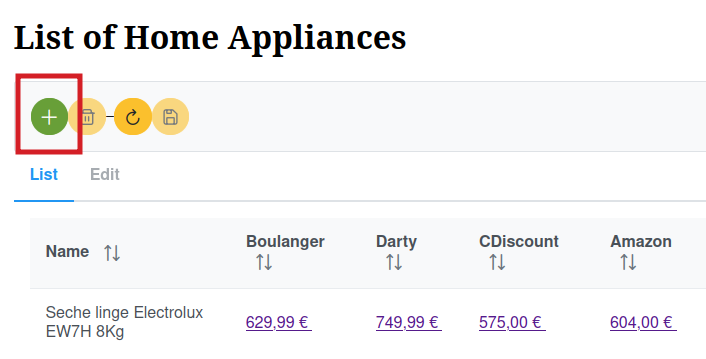 List of Home Appliances
List Edit
Name Boulanger Darty CDiscount Amazon
Seche linge Electrolux
EW7H 8Kg
629,99 € 749,99 € 575,00 € 604,00 €